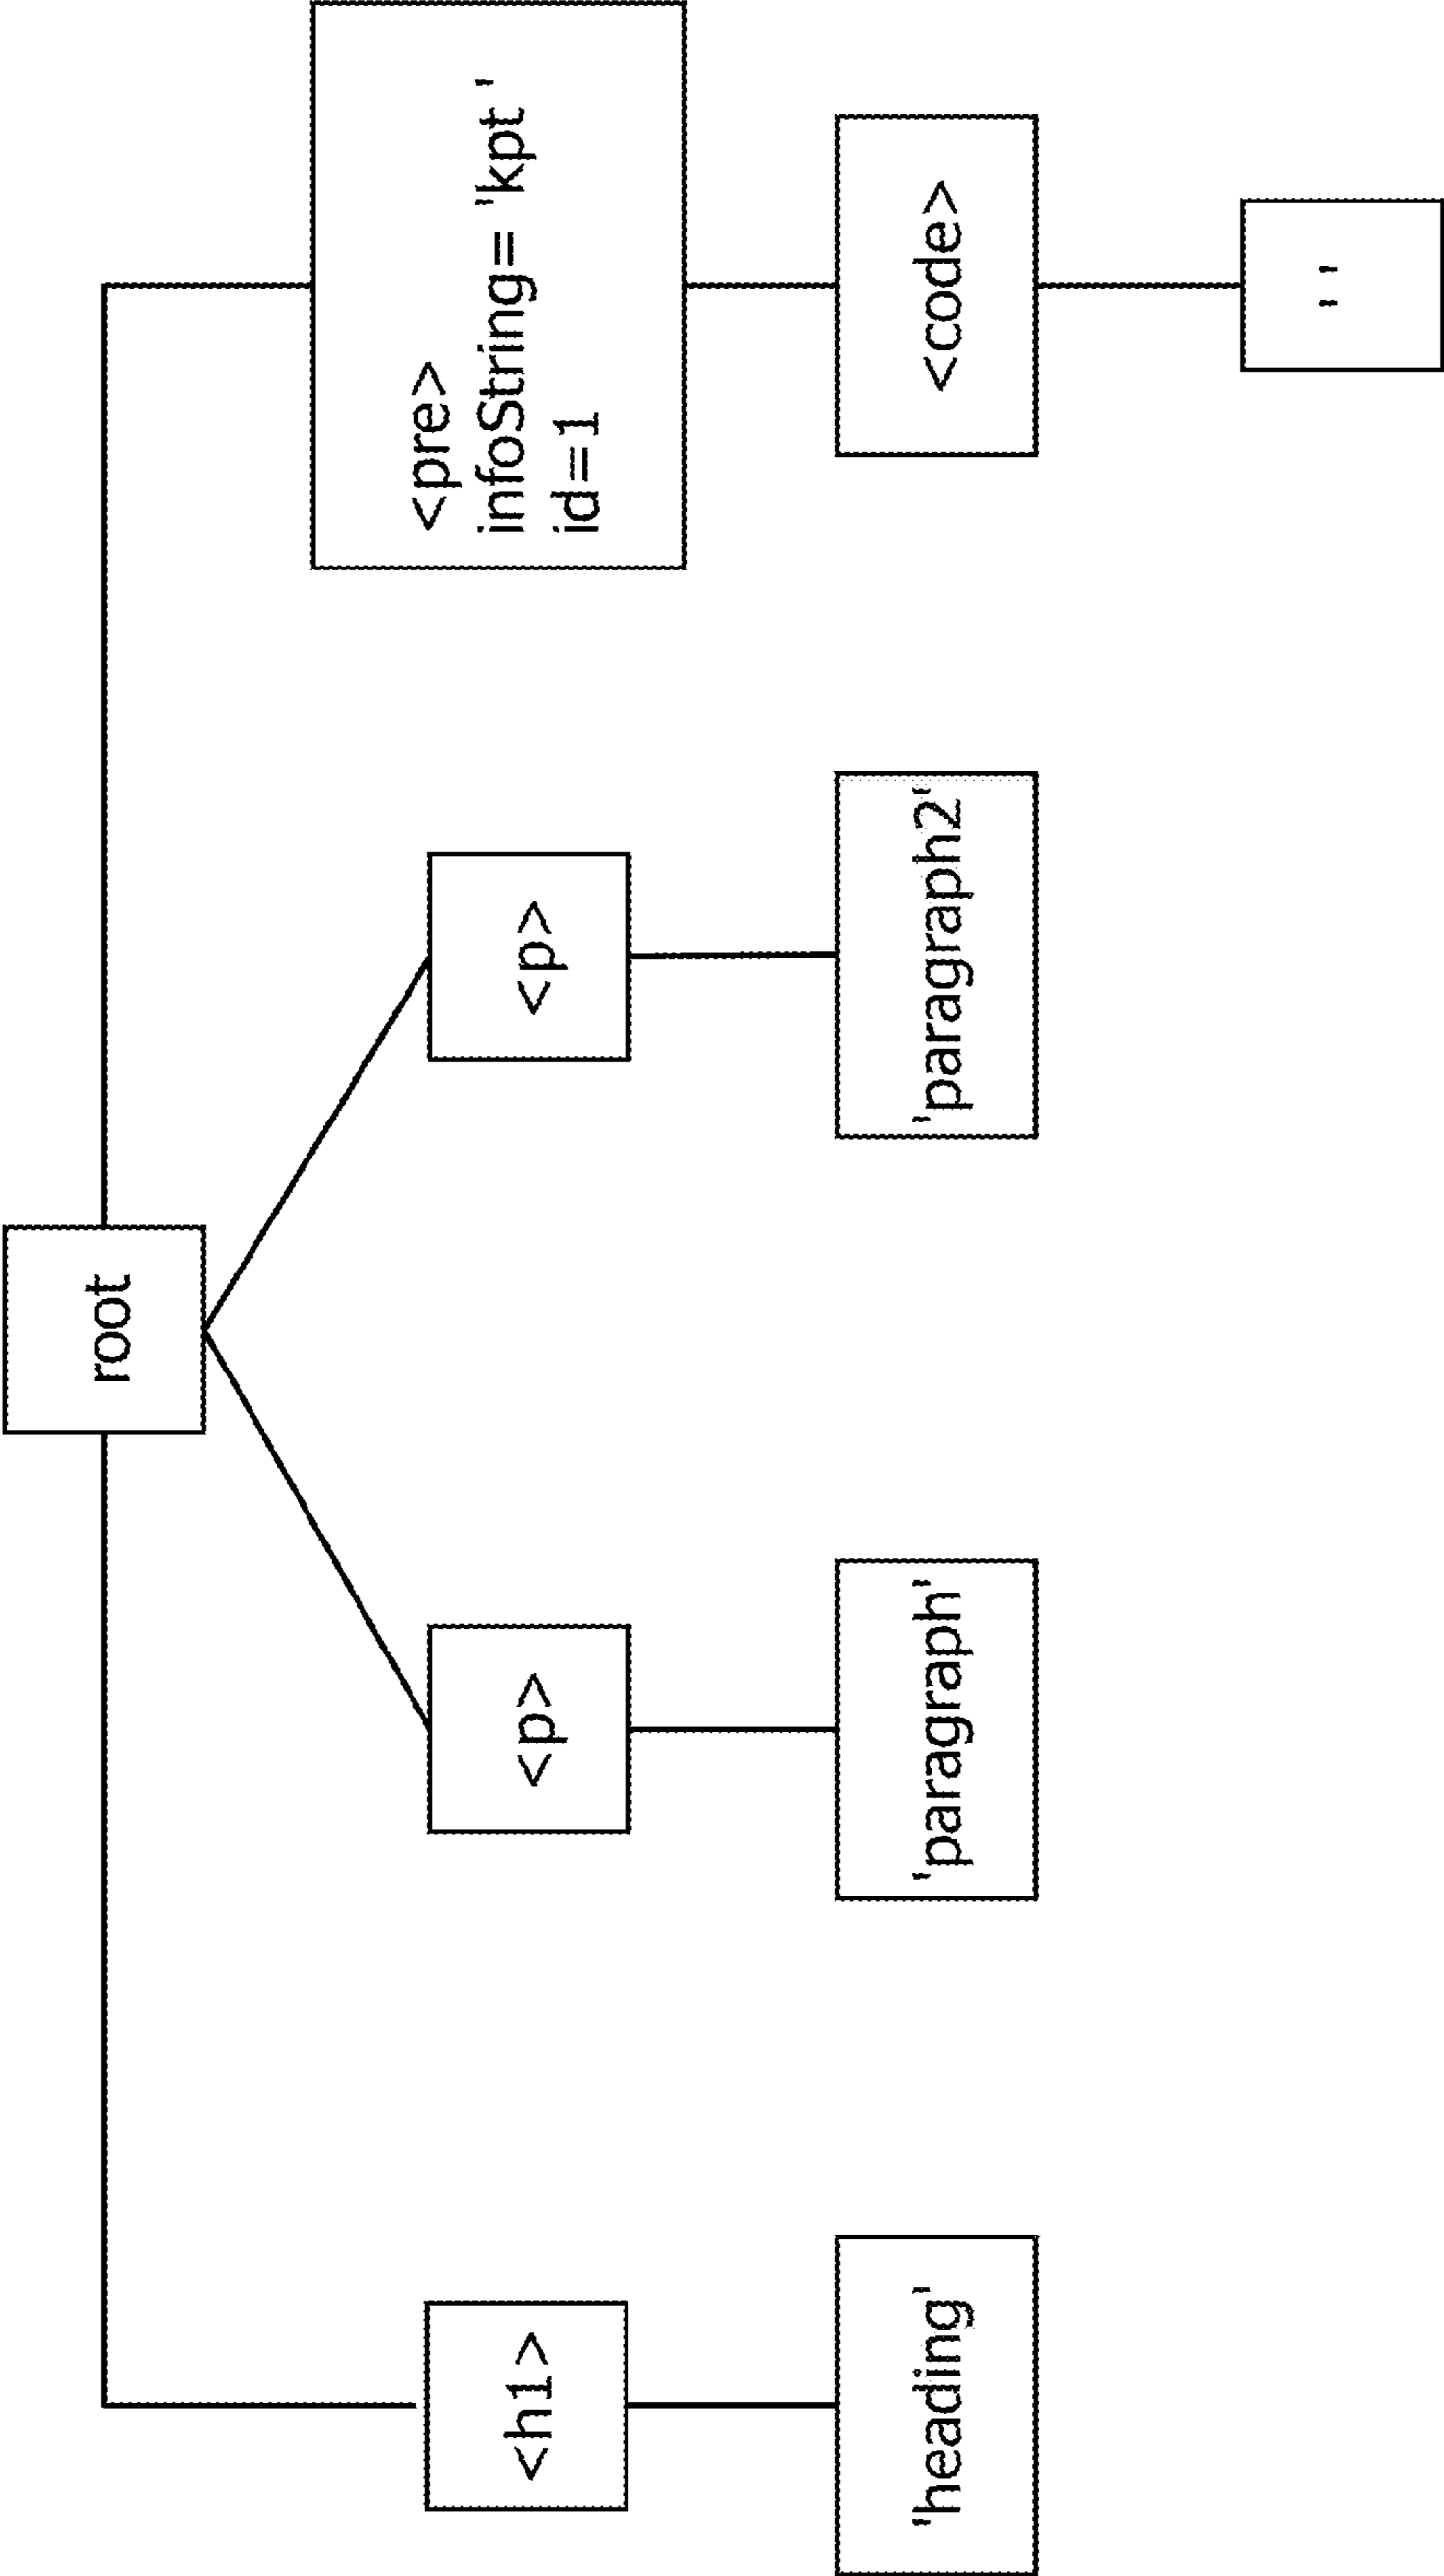 root
<h1>
<p>
<p>
<pre>
infoString= 'kpt '
id=1
'heading'
'paragraph'
'paragraph2'
<code>
' '